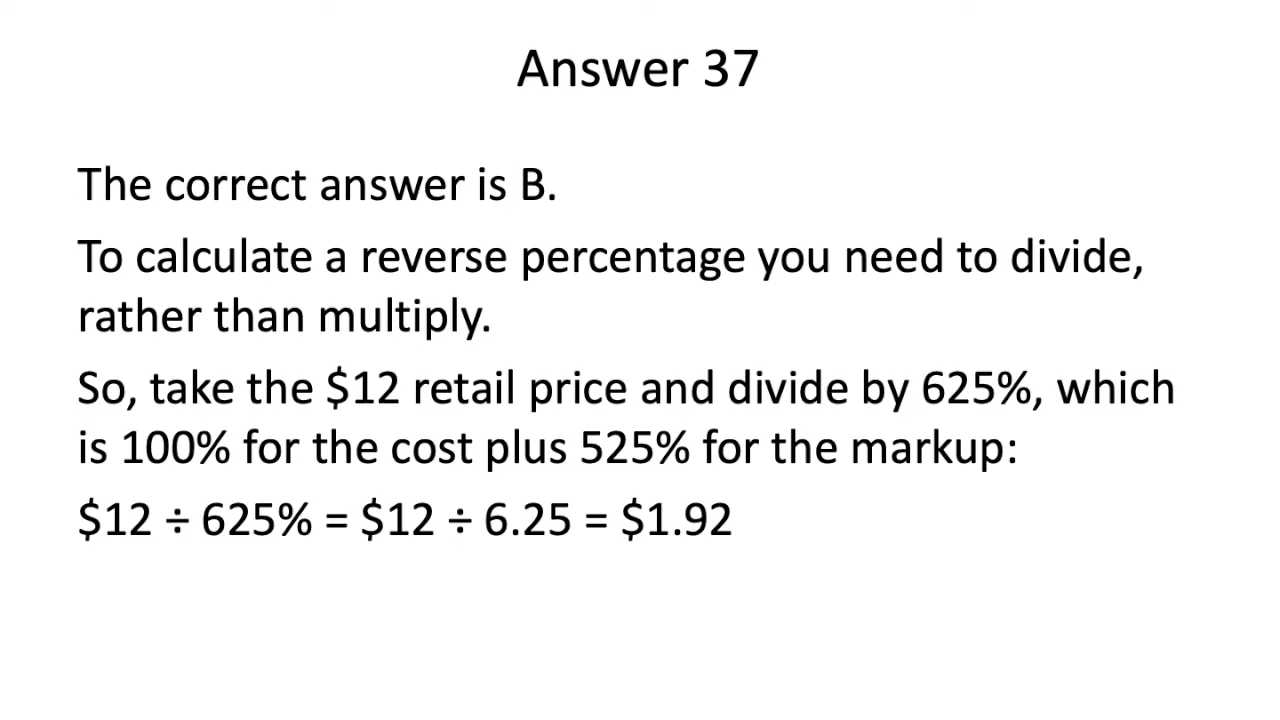 Answer 37
The correct answer is B.
To calculate a reverse percentage you need to divide,
rather than multiply.
So, take the $12 retail price and divide by 625%, which
is 100% for the cost plus 525% for the markup:
$12 ÷ 625% = $12 ÷ 6.25 = $1.92